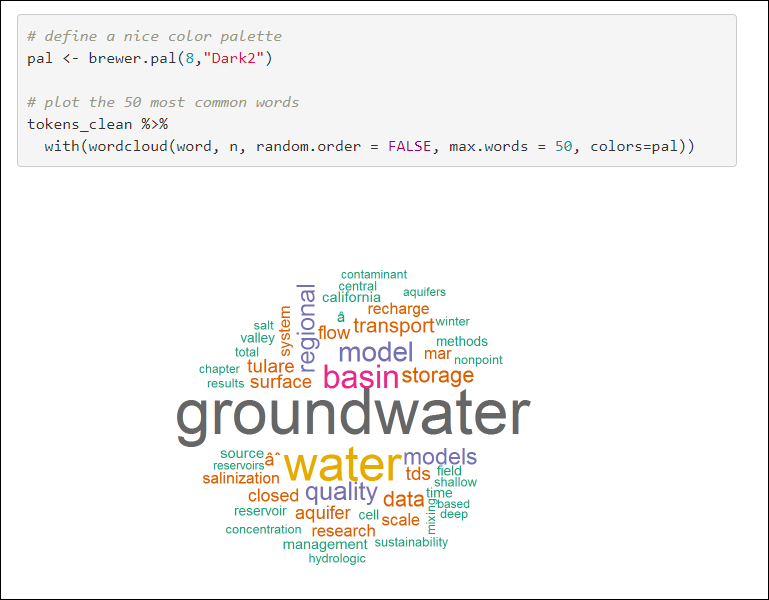 # define a nice color palette
pal <- brewer.pal(8,"Dark2")
# plot the 50 most common words
tokens_clean %>%
with(wordcloud(word, n, random.order = FALSE, max.words = 50, colors=pal))
contaminant
central
california
aquifers
regional
recharge
â
system
flow
transport
winter
salt
valley
methods
total
model
mar
nonpoint
chapter
tulare
results
surface
basin
storage
groundwater
source
reservoirs
âˆ
water
models
salinization
tds
field
shallow
closed
quality
data
time
based
reservoir
aquifer
cell
scale
mixing
deep
concentration
research
management
sustainability
hydrologic